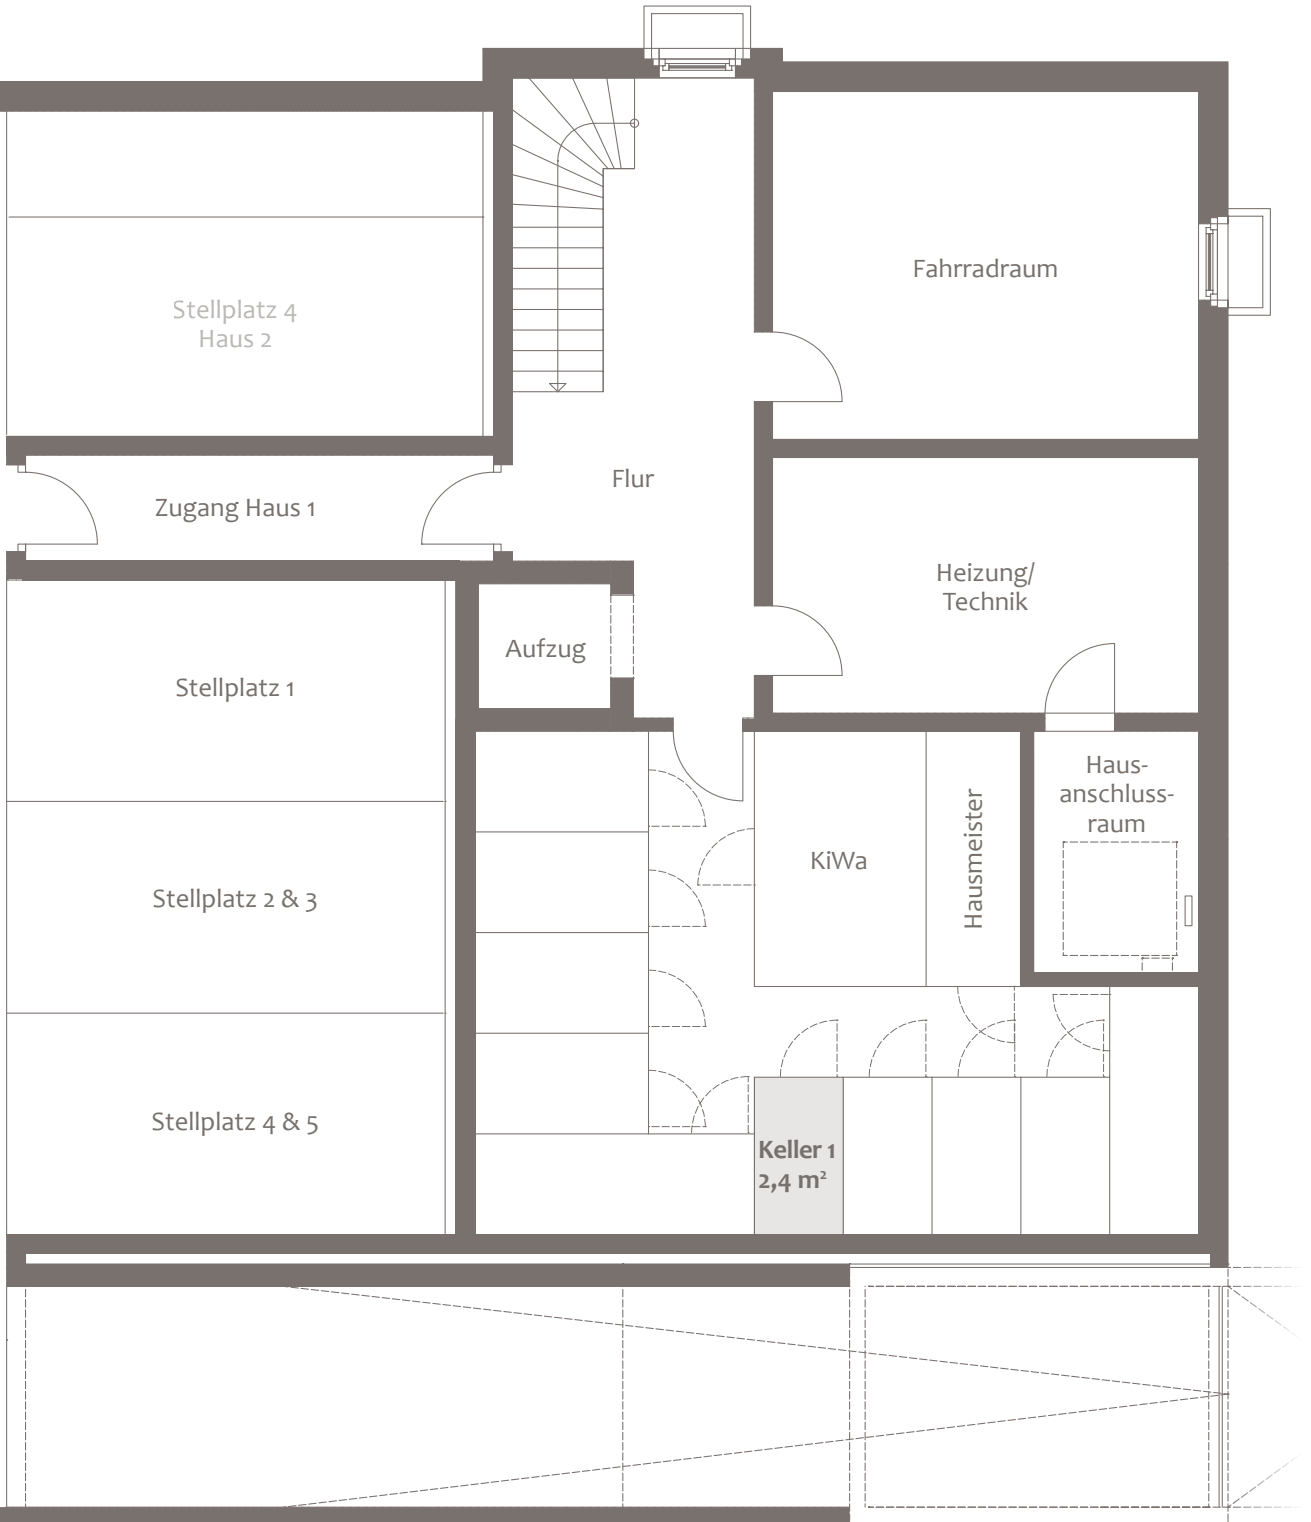 Fahrradraum
Stellplatz 4
Haus 2
Flur
Zugang Haus 1
Heizung/
Technik
Aufzug
Stellplatz 1
Haus-
anschluss-
raum
KiWa
Hausmeister
Stellplatz 2 & 3
Stellplatz 4 & 5
Keller 1
2,4 m²